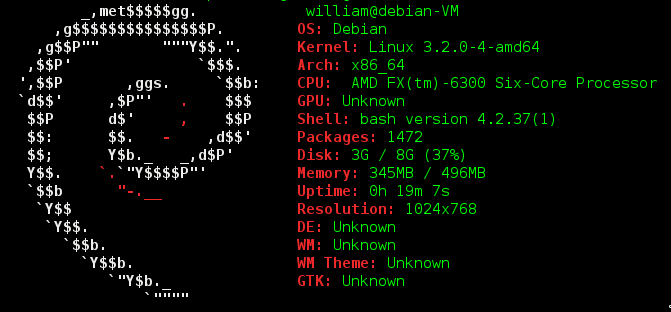 _,met$$$$$gg.           william@debian-VM
      ,g$$$$$$$$$$$$$$$P.       OS: Debian
    ,g$$P""       """Y$$.".     Kernel: Linux 3.2.0-4-amd64
   ,$$P'              `$$$.     Arch: x86_64
  ',$$P       ,ggs.     `$$b:   CPU:  AMD FX(tm)-6300 Six-Core Processor
  `d$$'     ,$P"'   .    $$$    GPU: Unknown
   $$P      d$'     ,    $$P    Shell: bash version 4.2.37(1)
   $$:      $$.   -    ,d$$'    Packages: 1472
   $$;      Y$b._   _,d$P'      Disk: 3G / 8G (37%)
   Y$$.    `.`"Y$$$$P"'         Memory: 345MB / 496MB
   `$$b      "-.__              Uptime: 0h 19m 7s
    `Y$$                        Resolution: 1024x768
     `Y$$.                      DE: Unknown
       `$$b.                    WM: Unknown
         `Y$$b.                 WM Theme: Unknown
            `"Y$b._             GTK: Unknown
                `""""